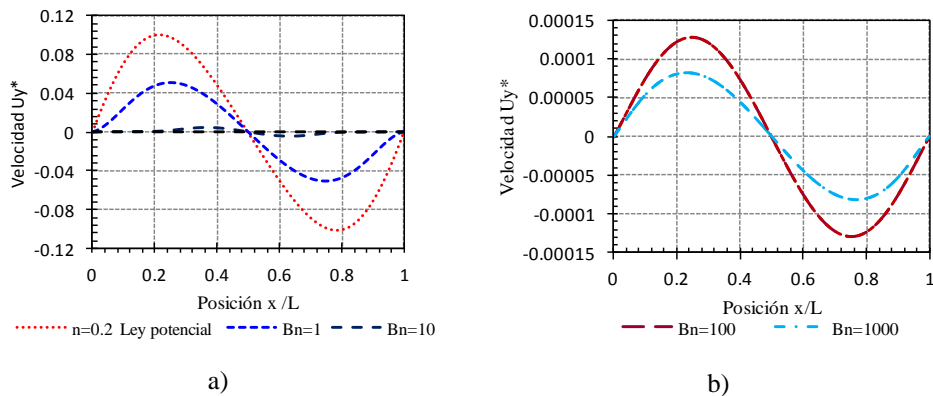 0.12
0.08
0.04
0
-0.04
-0.08
-0.12
Velocidad Uy*
0 0.2 0.4 0.6 0.8 1
Posición x /L
n=0.2 Ley potencial Bn=1 Bn=10
a)
0.00015
0.0001
0.00005
0
-0.00005
-0.0001
-0.00015
Velocidad Uy*
0 0.2 0.4 0.6 0.8 1
Posición x/L
Bn=100 Bn=1000
b)